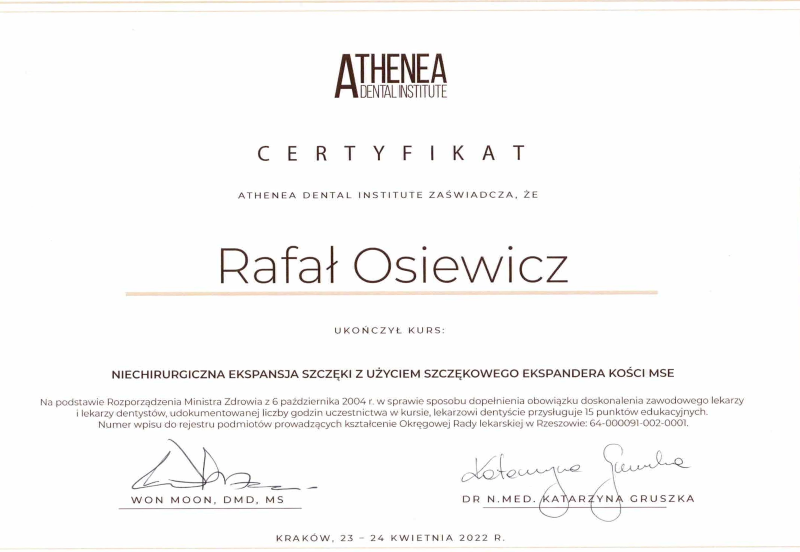 ATHENEA
DENTAL INSTITUTE
CERTYFIKAT
ATHENEA DENTAL INSTITUTE ZAŚWIADCZA, ŻE
Rafał Osiewicz
UKOŃCZYŁ KURS:
NIECHIRURGICZNA EKSPANSJA SZCZĘKI Z UŻYCIEM SZCZĘKOWEGO EKSPANDERA KOŚCI MSE
Na podstawie Rozporządzenia Ministra Zdrowia z 6 października 2004 r. w sprawie sposobu dopełnienia obowiązku doskonalenia zawodowego lekarzy
i lekarzy dentystów, udokumentowanej liczby godzin uczestnictwa w kursie, lekarzowi dentyście przysługuje 15 punktów edukacyjnych.
Numer wpisu do rejestru podmiotów prowadzących kształcenie Okręgowej Rady lekarskiej w Rzeszowie: 64-000091-002-0001.
Katarzyna Gruszka
WON MOON, DMD, MS
DR N.MED. KATARZYNA GRUSZKA
KRAKÓW, 23 – 24 KWIETNIA 2022 R.